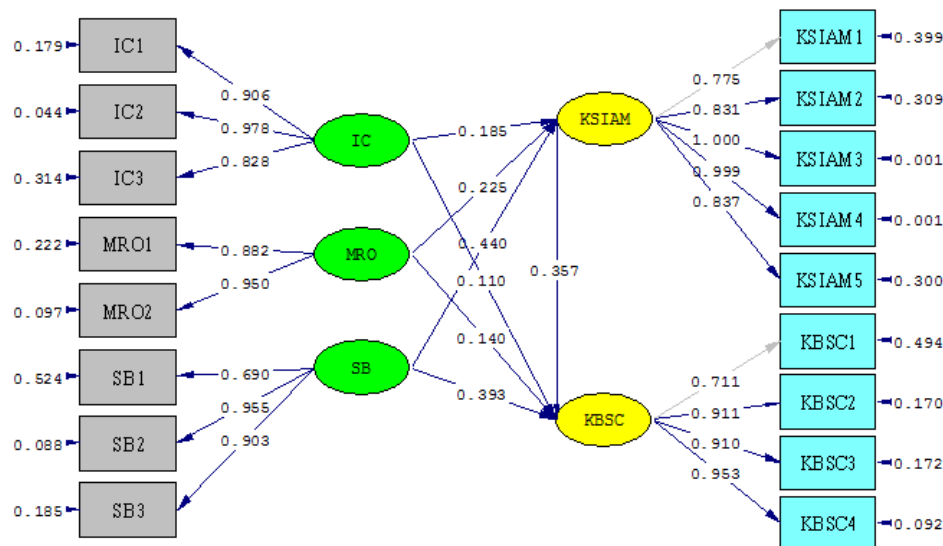 0.179 IC1
0.044 IC2
0.314 IC3
0.222 MRO1
0.097 MRO2
0.524 SB1
0.088 SB2
0.185 SB3
0.906
0.978
0.828
0.882
0.950
0.690
0.955
0.903
IC
MRO
SB
0.185
0.225
0.440
0.110
0.357
0.140
0.393
KSIAM
KBSC
0.775
0.831
1.000
0.999
0.837
0.711
0.911
0.910
0.953
KSIAM1 0.399
KSIAM2 0.309
KSIAM3 0.001
KSIAM4 0.001
KSIAM5 0.300
KBSC1 0.494
KBSC2 0.170
KBSC3 0.172
KBSC4 0.092